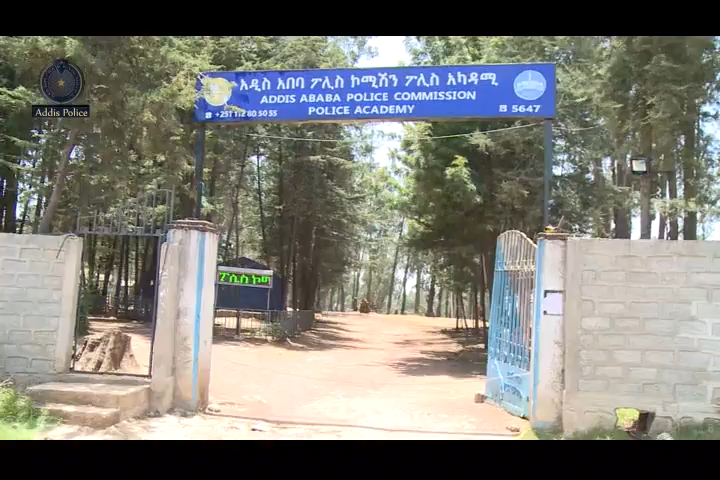 አዲስ አበባ ፖሊስ ኮሚሽን ፖሊስ አካዳሚ
ADDIS ABABA POLICE COMMISSION
POLICE ACADEMY
☎ +251 112 80 50 55
☎ 5647
Addis Police
ፖሊስ ኮሚ